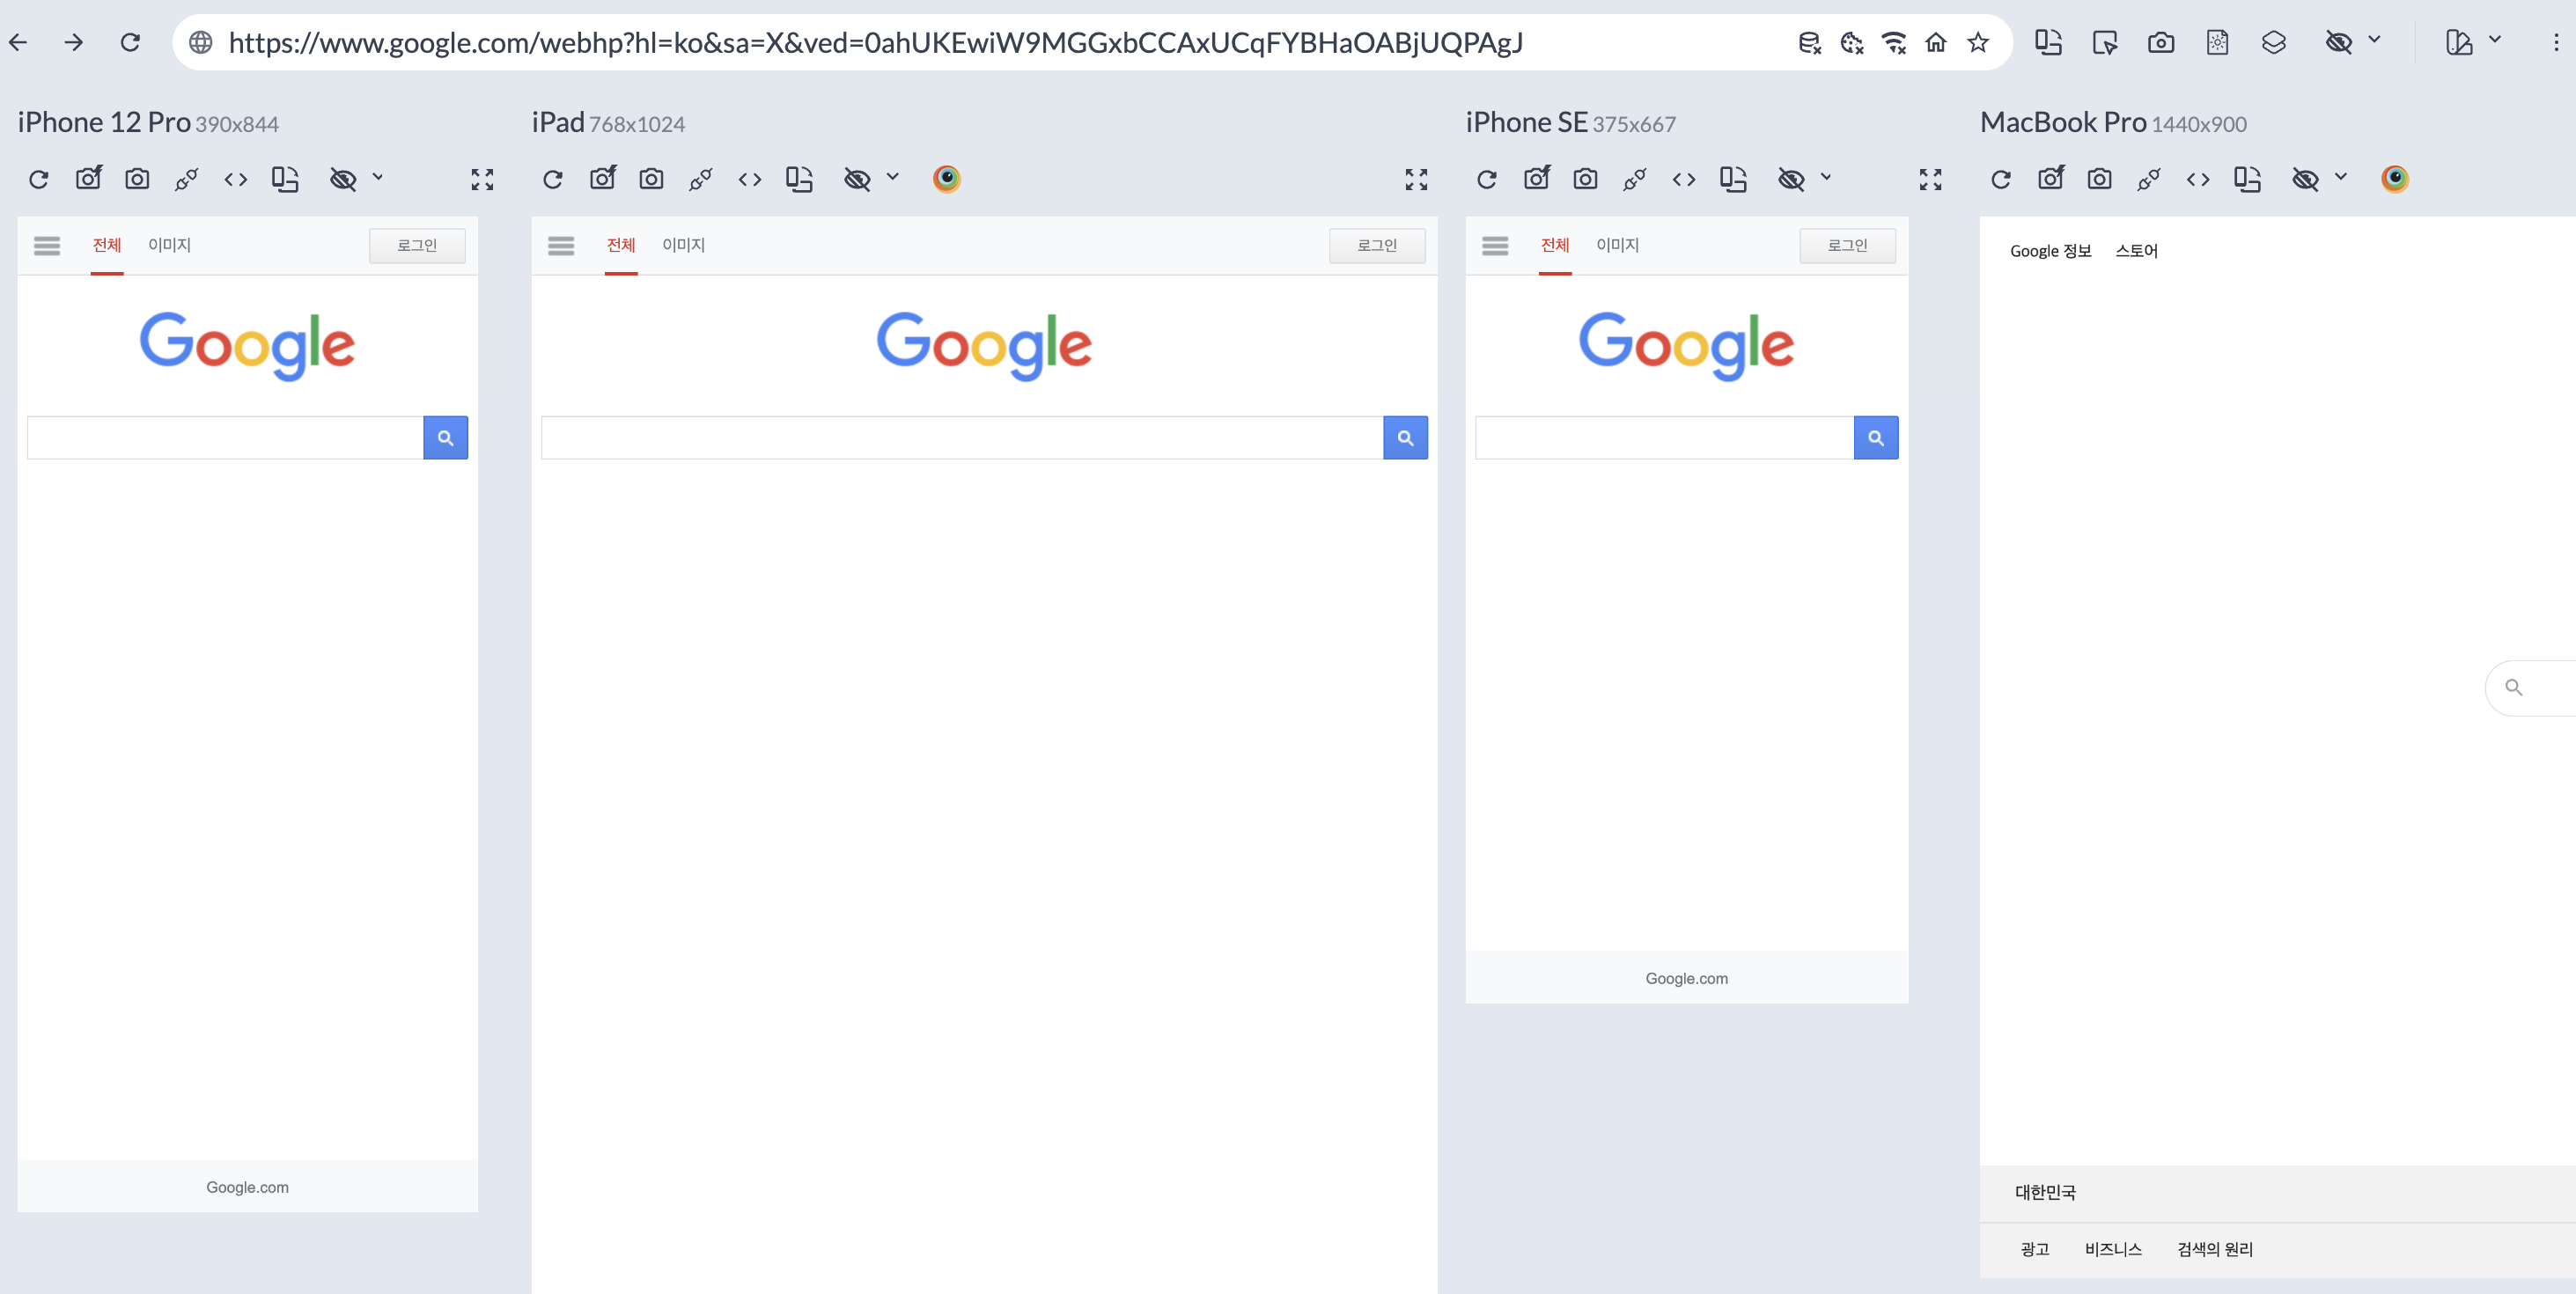 https://www.google.com/webhp?hl=ko&sa=X&ved=0ahUKEwiW9MGGxbCCAxUCqFYBHaOABjUQPAgJ
iPhone 12 Pro 390x844
전체 이미지 로그인
Google
Google.com
iPad 768x1024
전체 이미지 로그인
Google
iPhone SE 375x667
전체 이미지 로그인
Google
Google.com
MacBook Pro 1440x900
Google 정보 스토어
대한민국
광고 비즈니스 검색의 원리